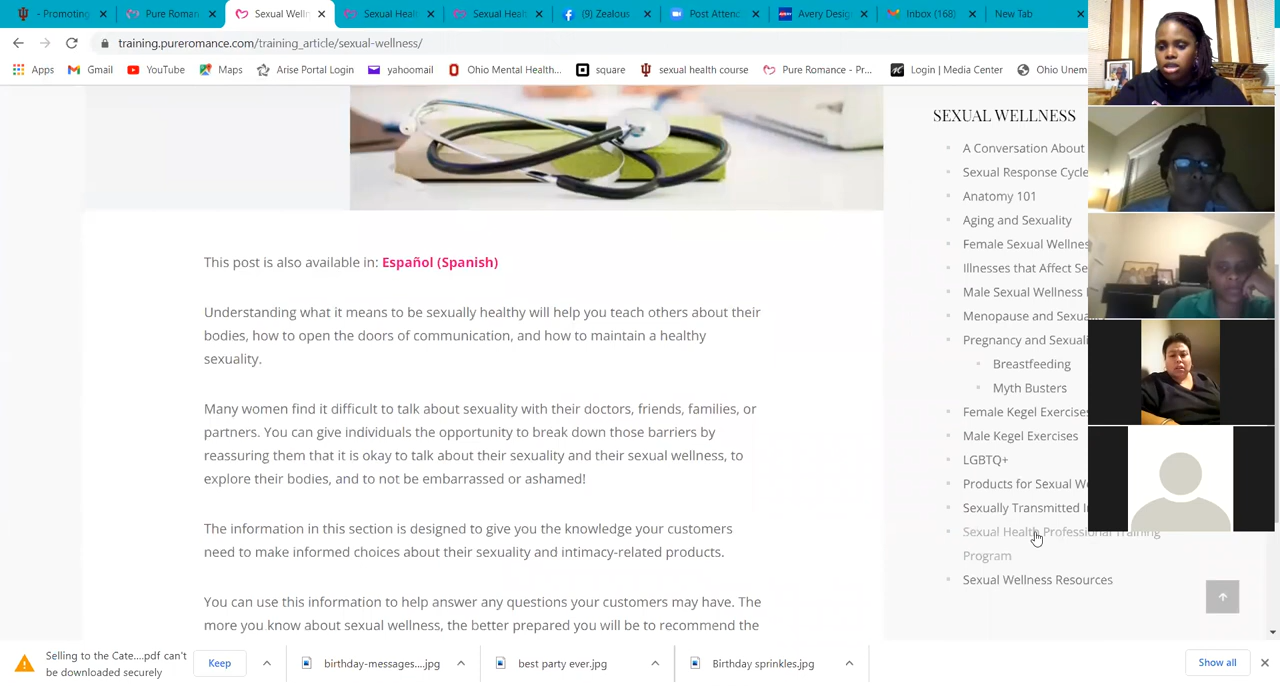 - Promoting
Pure Roman
Sexual Welln
Sexual Heal
Sexual Heal
(9) Zealous
Post Attend
Avery Desig
Inbox (168)
New Tab
training.pureromance.com/training_article/sexual-wellness/
Apps
Gmail
YouTube
Maps
Arise Portal Login
yahoomail
Ohio Mental Health...
square
sexual health course
Pure Romance - Pr...
Login | Media Center
Ohio Unem
This post is also available in: Español (Spanish)
Understanding what it means to be sexually healthy will help you teach others about their
bodies, how to open the doors of communication, and how to maintain a healthy
sexuality.
Many women find it difficult to talk about sexuality with their doctors, friends, families, or
partners. You can give individuals the opportunity to break down those barriers by
reassuring them that it is okay to talk about their sexuality and their sexual wellness, to
explore their bodies, and to not be embarrassed or ashamed!
The information in this section is designed to give you the knowledge your customers
need to make informed choices about their sexuality and intimacy-related products.
You can use this information to help answer any questions your customers may have. The
more you know about sexual wellness, the better prepared you will be to recommend the
SEXUAL WELLNESS
A Conversation About
Sexual Response Cycle
Anatomy 101
Aging and Sexuality
Female Sexual Wellnes
Illnesses that Affect Se
Male Sexual Wellness
Menopause and Sexua
Pregnancy and Sexuali
Breastfeeding
Myth Busters
Female Kegel Exercises
Male Kegel Exercises
LGBTQ+
Products for Sexual We
Sexually Transmitted I
Sexual Health Professional Training
Program
Sexual Wellness Resources
Selling to the Cate....pdf can't
be downloaded securely
Keep
birthday-messages....jpg
best party ever.jpg
Birthday sprinkles.jpg
Show all